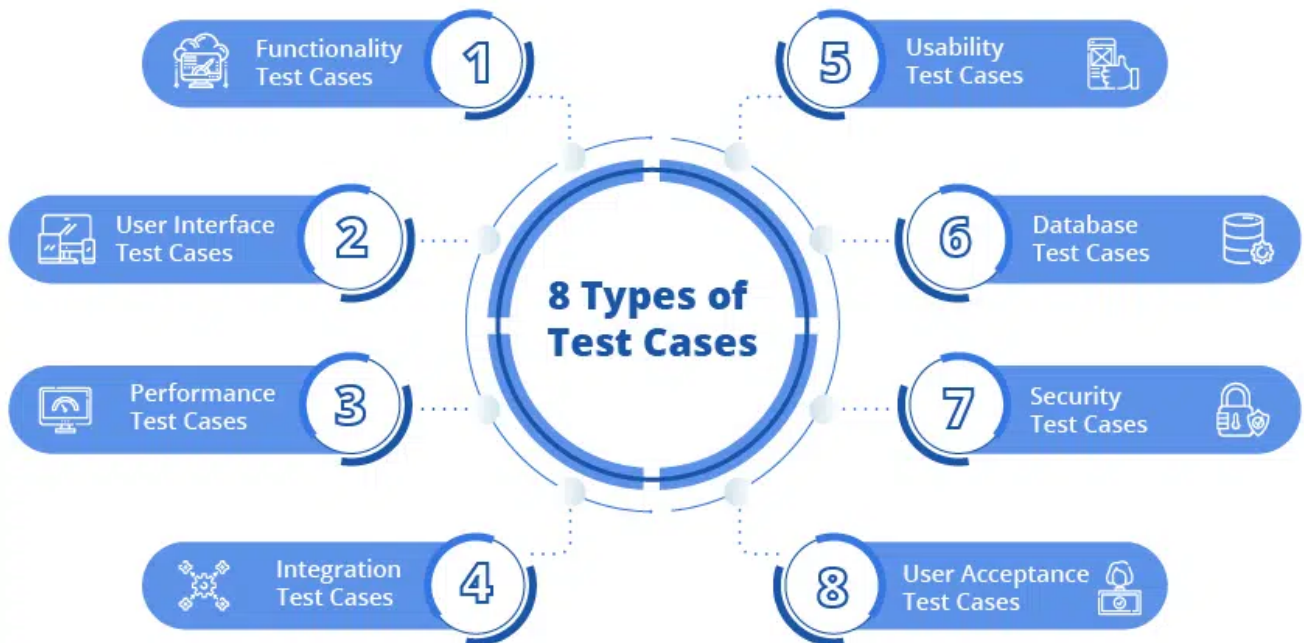 8 Types of
Test Cases
1
Functionality
Test Cases
2
User Interface
Test Cases
3
Performance
Test Cases
4
Integration
Test Cases
5
Usability
Test Cases
6
Database
Test Cases
7
Security
Test Cases
8
User Acceptance
Test Cases